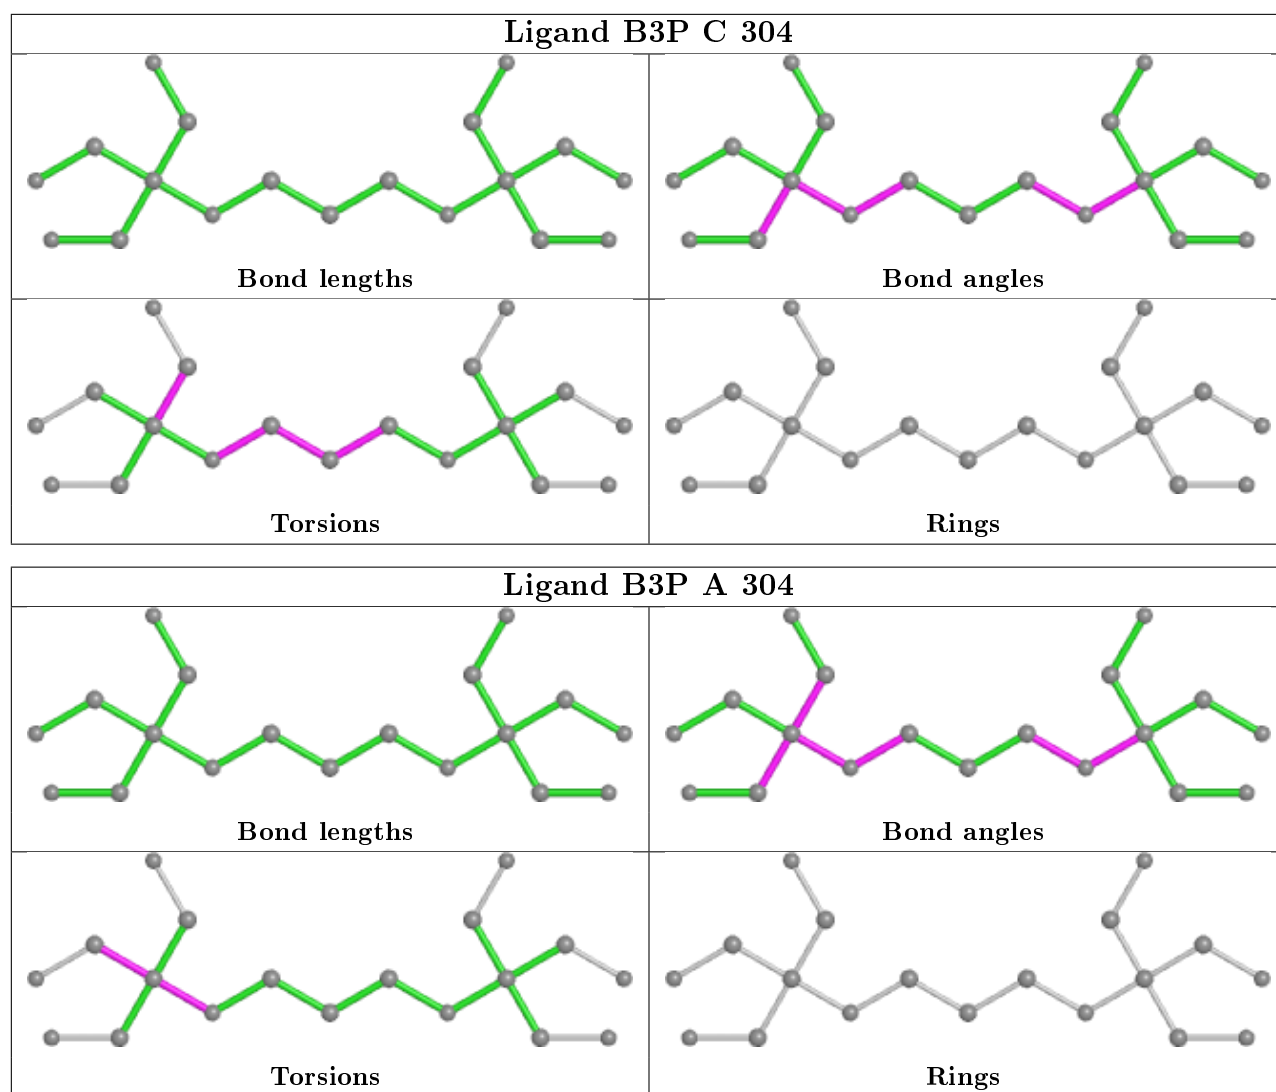 Ligand B3P C 304
Bond lengths
Bond angles
Torsions
Rings
Ligand B3P A 304
Bond lengths
Bond angles
Torsions
Rings